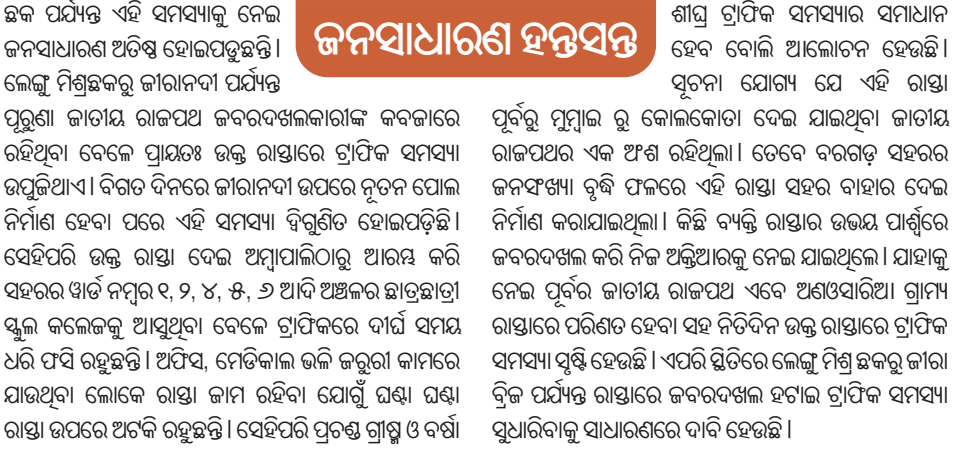 ଜନସାଧାରଣ ହନ୍ତସନ୍ତ
ଛକ ପର୍ଯ୍ୟନ୍ତ ଏହି ସମସ୍ୟାକୁ ନେଇ
ଜନସାଧାରଣ ଅତିଷ୍ଠ ହୋଇପଡୁଛନ୍ତି।
ଲେଙ୍ଗୁ ମିଶ୍ରଛକରୁ ଜୀରାନଦୀ ପର୍ଯ୍ୟନ୍ତ
ପୂରୁଣା ଜାତୀୟ ରାଜପଥ ଜବରଦଖଲକାରୀଙ୍କ କବଜାରେ
ରହିଥିବା ବେଳେ ପ୍ରାୟତଃ ଉକ୍ତ ରାସ୍ତାରେ ଟ୍ରାଫିକ ସମସ୍ୟା
ଉପୁଜିଥାଏ। ବିଗତ ଦିନରେ ଜୀରାନଦୀ ଉପରେ ନୂତନ ପୋଲ
ନିର୍ମାଣ ହେବା ପରେ ଏହି ସମସ୍ୟା ଦ୍ୱିଗୁଣିତ ହୋଇପଡ଼ିଛି।
ସେହିପରି ଉକ୍ତ ରାସ୍ତା ଦେଇ ଅମ୍ବାପାଲିଠାରୁ ଆରମ୍ଭ କରି
ସହରର ୱାର୍ଡ ନମ୍ବର ୧, ୨, ୪, ୫, ୬ ଆଦି ଅଞ୍ଚଳର ଛାତ୍ରଛାତ୍ରୀ
ସ୍କୁଲ କଲେଜକୁ ଆସୁଥିବା ବେଳେ ଟ୍ରାଫିକରେ ଦୀର୍ଘ ସମୟ
ଧରି ଫସି ରହୁଛନ୍ତି। ଅଫିସ, ମେଡିକାଲ ଭଳି ଜରୁରୀ କାମରେ
ଯାଉଥିବା ଲୋକେ ରାସ୍ତା ଜାମ ରହିବା ଯୋଗୁଁ ଘଣ୍ଟା ଘଣ୍ଟା
ରାସ୍ତା ଉପରେ ଅଟକି ରହୁଛନ୍ତି। ସେହିପରି ପ୍ରଚଣ୍ଡ ଗ୍ରୀଷ୍ମ ଓ ବର୍ଷା
ଶୀଘ୍ର ଟ୍ରାଫିକ ସମସ୍ୟାର ସମାଧାନ
ହେବ ବୋଲି ଆଲୋଚନ ହେଉଛି।
ସୂଚନା ଯୋଗ୍ୟ ଯେ ଏହି ରାସ୍ତା
ପୂର୍ବରୁ ମୁମ୍ବାଇ ରୁ କୋଲକୋତା ଦେଇ ଯାଇଥିବା ଜାତୀୟ
ରାଜପଥର ଏକ ଅଂଶ ରହିଥିଲା। ତେବେ ବରଗଡ଼ ସହରର
ଜନସଂଖ୍ୟା ବୃଦ୍ଧି ଫଳରେ ଏହି ରାସ୍ତା ସହର ବାହାର ଦେଇ
ନିର୍ମାଣ କରାଯାଇଥିଲା। କିଛି ବ୍ୟକ୍ତି ରାସ୍ତାର ଉଭୟ ପାର୍ଶ୍ୱରେ
ଜବରଦଖଲ କରି ନିଜ ଅକ୍ତିଆରକୁ ନେଇ ଯାଇଥିଲେ। ଯାହାକୁ
ନେଇ ପୂର୍ବର ଜାତୀୟ ରାଜପଥ ଏବେ ଅଣଓସାରିଆ ଗ୍ରାମ୍ୟ
ରାସ୍ତାରେ ପରିଣତ ହେବା ସହ ନିତିଦିନ ଉକ୍ତ ରାସ୍ତାରେ ଟ୍ରାଫିକ
ସମସ୍ୟା ସୃଷ୍ଟି ହେଉଛି। ଏପରି ସ୍ଥିତିରେ ଲେଙ୍ଗୁ ମିଶ୍ର ଛକରୁ ଜୀରା
ବ୍ରିଜ ପର୍ଯ୍ୟନ୍ତ ରାସ୍ତାରେ ଜବରଦଖଲ ହଟାଇ ଟ୍ରାଫିକ ସମସ୍ୟା
ସୁଧାରିବାକୁ ସାଧାରଣରେ ଦାବି ହେଉଛି।